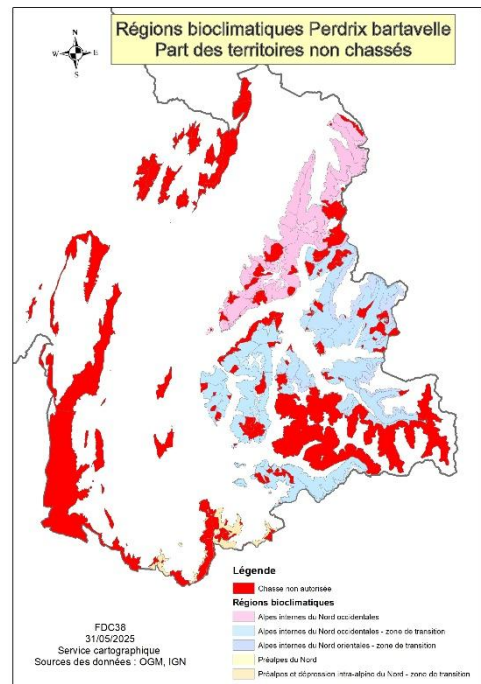 Régions bioclimatiques Perdrix bartavelle
Part des territoires non chassés
N
W
E
S
Légende
Chasse non autorisée
Régions bioclimatiques
Alpes internes du Nord occidentales
Alpes internes du Nord occidentales - zone de transition
Alpes internes du Nord orientales - zone de transition
Préalpes du Nord
Préalpes et dépression intra-alpine du Nord - zone de transition
FDC38
31/05/2025
Service cartographique
Sources des données : OGM, IGN